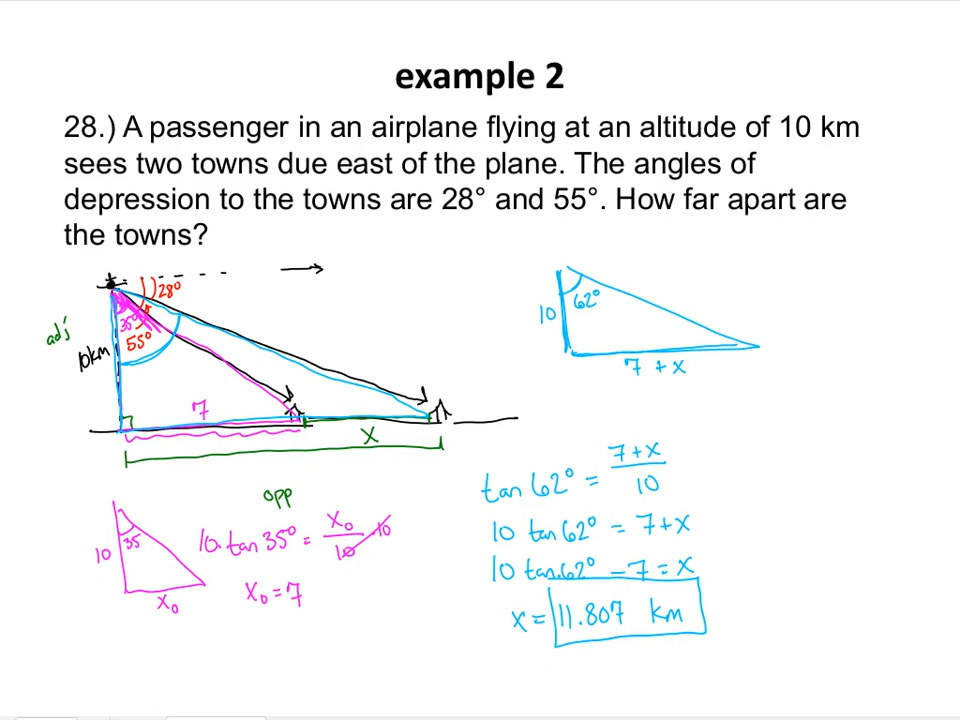 example 2
28.) A passenger in an airplane flying at an altitude of 10 km
sees two towns due east of the plane. The angles of
depression to the towns are 28° and 55°. How far apart are
the towns?
28°
35°
55°
adj
10km
7
x
opp
10
62°
7 + x
10
35
x₀
10. tan 35° = x₀/10 · 10
x₀ = 7
tan 62° = 7+x/10
10 tan 62° = 7+x
10 tan 62° - 7 = x
x = 11.807 km